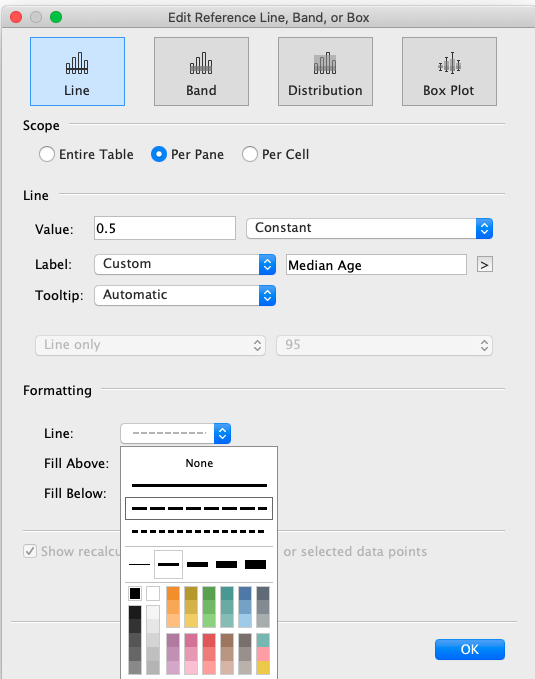 Edit Reference Line, Band, or Box
Line Band Distribution Box Plot
Scope
Entire Table Per Pane Per Cell
Line
Value: 0.5 Constant
Label: Custom Median Age >
Tooltip: Automatic
Line only 95
Formatting
Line:
None
Fill Above:
Fill Below:
Show recalcu or selected data points
OK